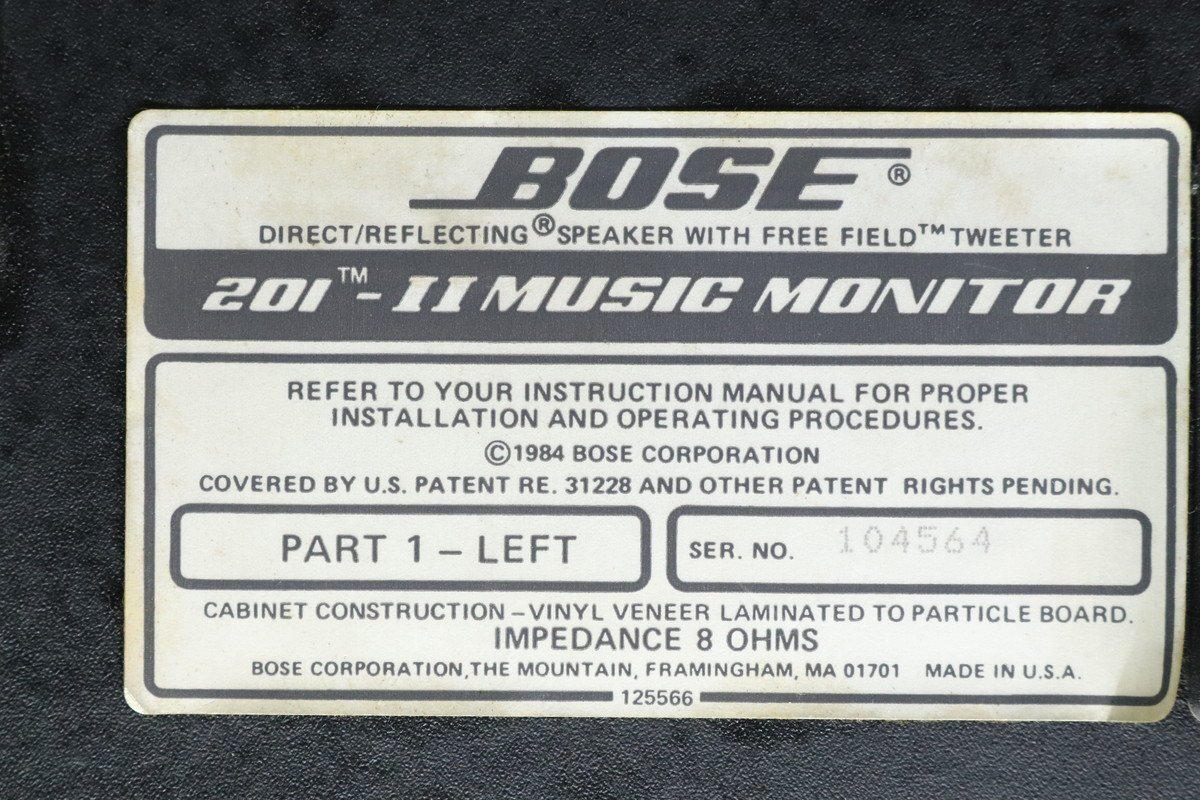 BOSE®
DIRECT/REFLECTING® SPEAKER WITH FREE FIELD™ TWEETER
201™-II MUSIC MONITOR
REFER TO YOUR INSTRUCTION MANUAL FOR PROPER
INSTALLATION AND OPERATING PROCEDURES.
©1984 BOSE CORPORATION
COVERED BY U.S. PATENT RE. 31228 AND OTHER PATENT RIGHTS PENDING.
PART 1 – LEFT
SER. NO. 104564
CABINET CONSTRUCTION – VINYL VENEER LAMINATED TO PARTICLE BOARD.
IMPEDANCE 8 OHMS
BOSE CORPORATION, THE MOUNTAIN, FRAMINGHAM, MA 01701 MADE IN U.S.A.
125566